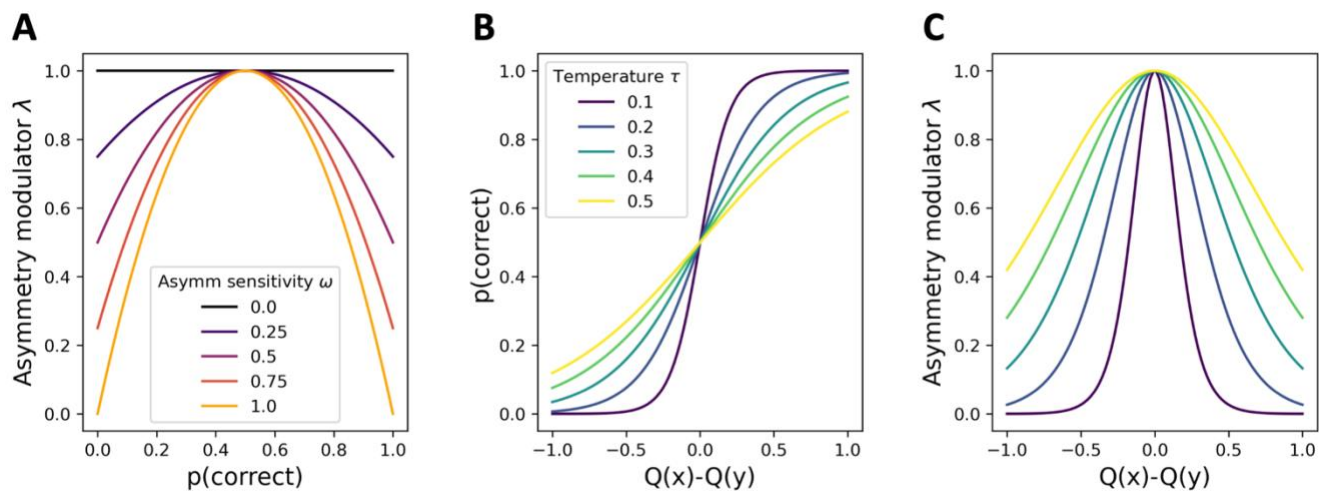 A
Asymmetry modulator λ
1.0
0.8
0.6
0.4
0.2
0.0
Asymm sensitivity ω
0.0
0.25
0.5
0.75
1.0
0.0 0.2 0.4 0.6 0.8 1.0
p(correct)
B
p(correct)
1.0
0.8
0.6
0.4
0.2
0.0
Temperature τ
0.1
0.2
0.3
0.4
0.5
−1.0 −0.5 0.0 0.5 1.0
Q(x)-Q(y)
C
Asymmetry modulator λ
1.0
0.8
0.6
0.4
0.2
0.0
−1.0 −0.5 0.0 0.5 1.0
Q(x)-Q(y)